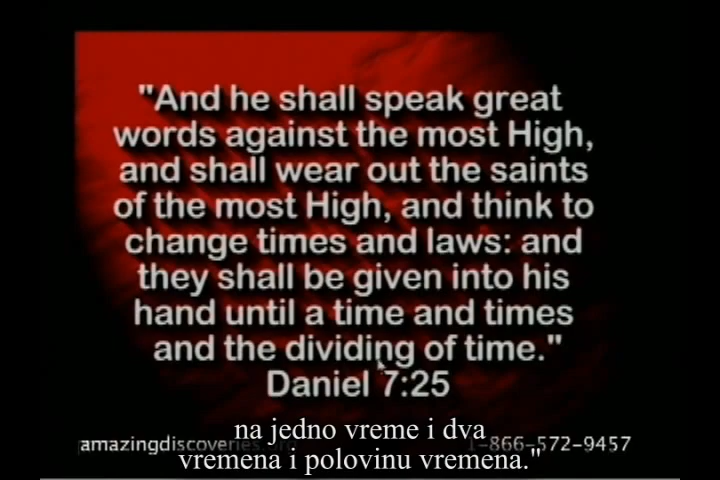 "And he shall speak great
words against the most High,
and shall wear out the saints
of the most High, and think to
change times and laws: and
they shall be given into his
hand until a time and times
and the dividing of time."
Daniel 7:25
na jedno vreme i dva
amazingdiscoveries 1-866-572-9457
vremena i polovinu vremena."